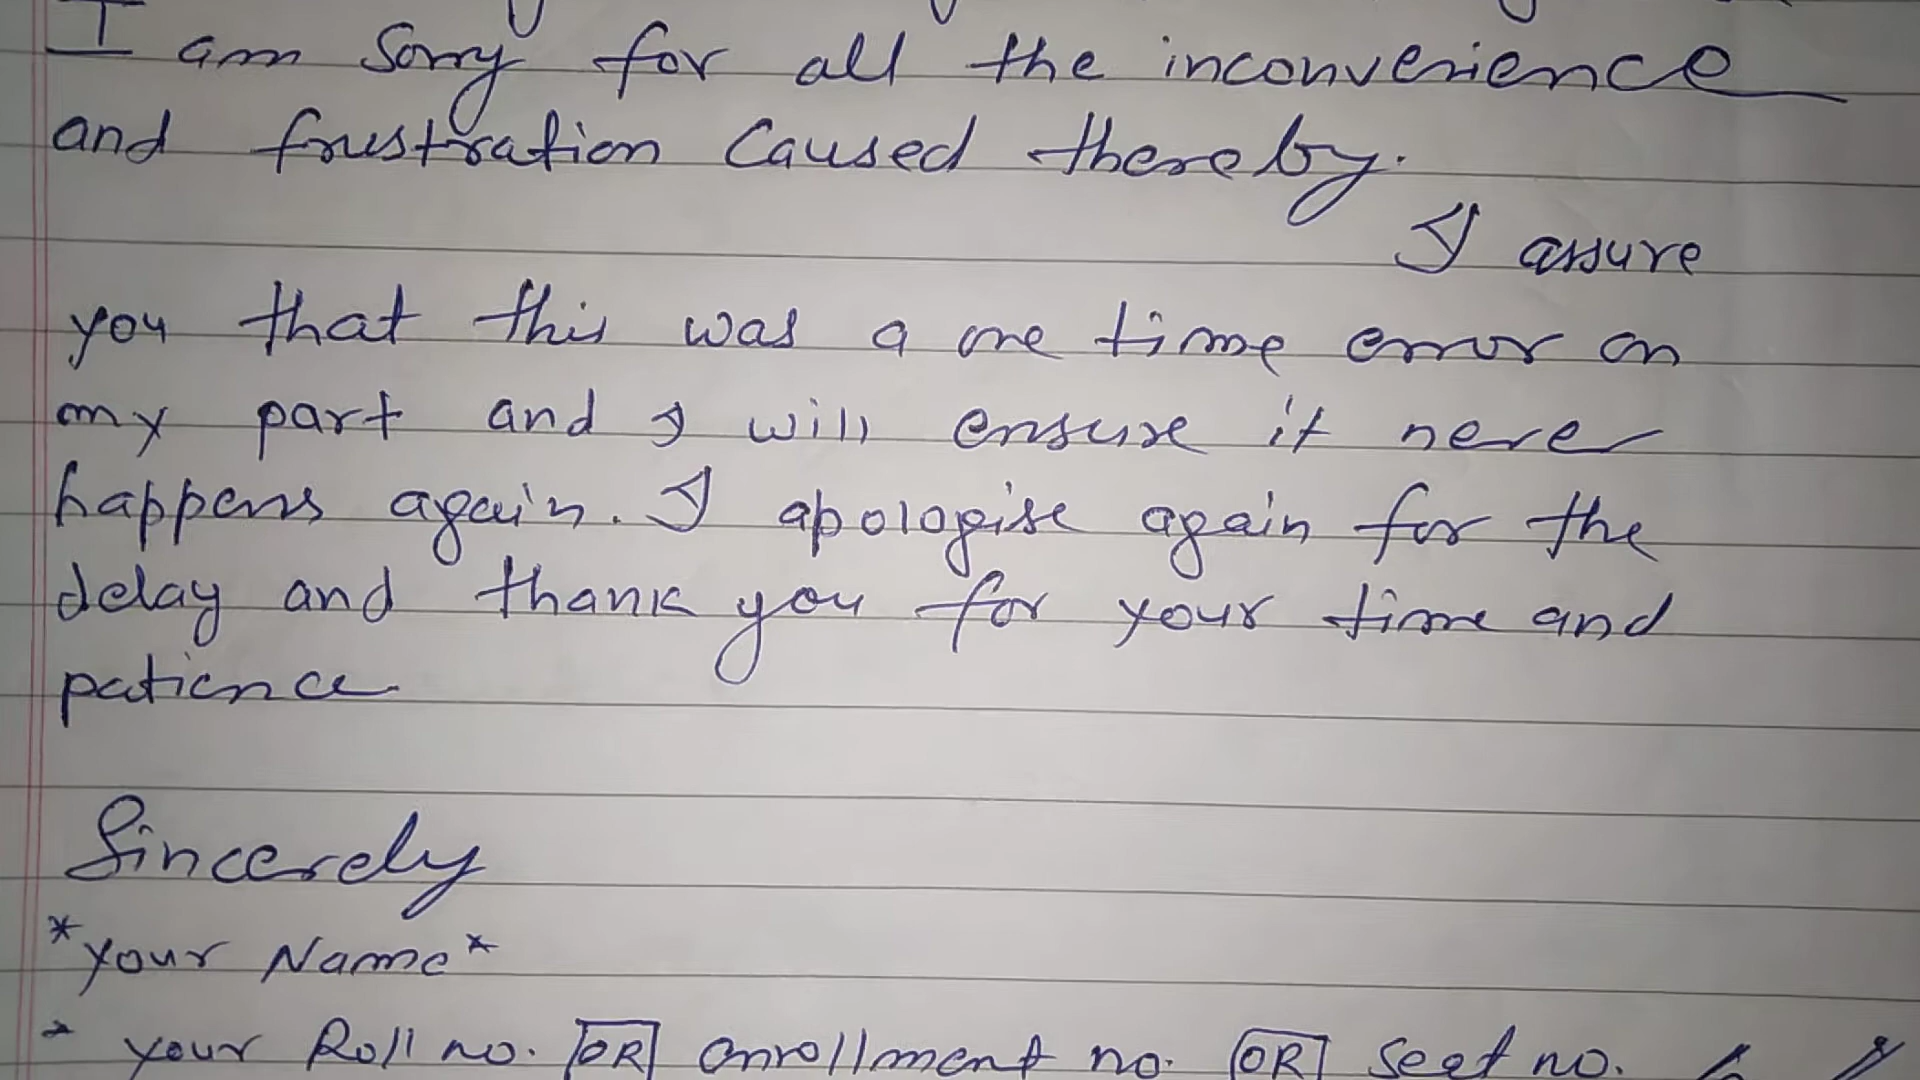 I am Sorry for all the inconvenience
and frustration Caused thereby.
I assure
you that this was a one time error on
my part and I will ensure it never
happens again. I apologise again for the
delay and thank you for your time and
patience
Sincerely
*your Name*
* your Roll no. OR enrollment no. OR Seat no.